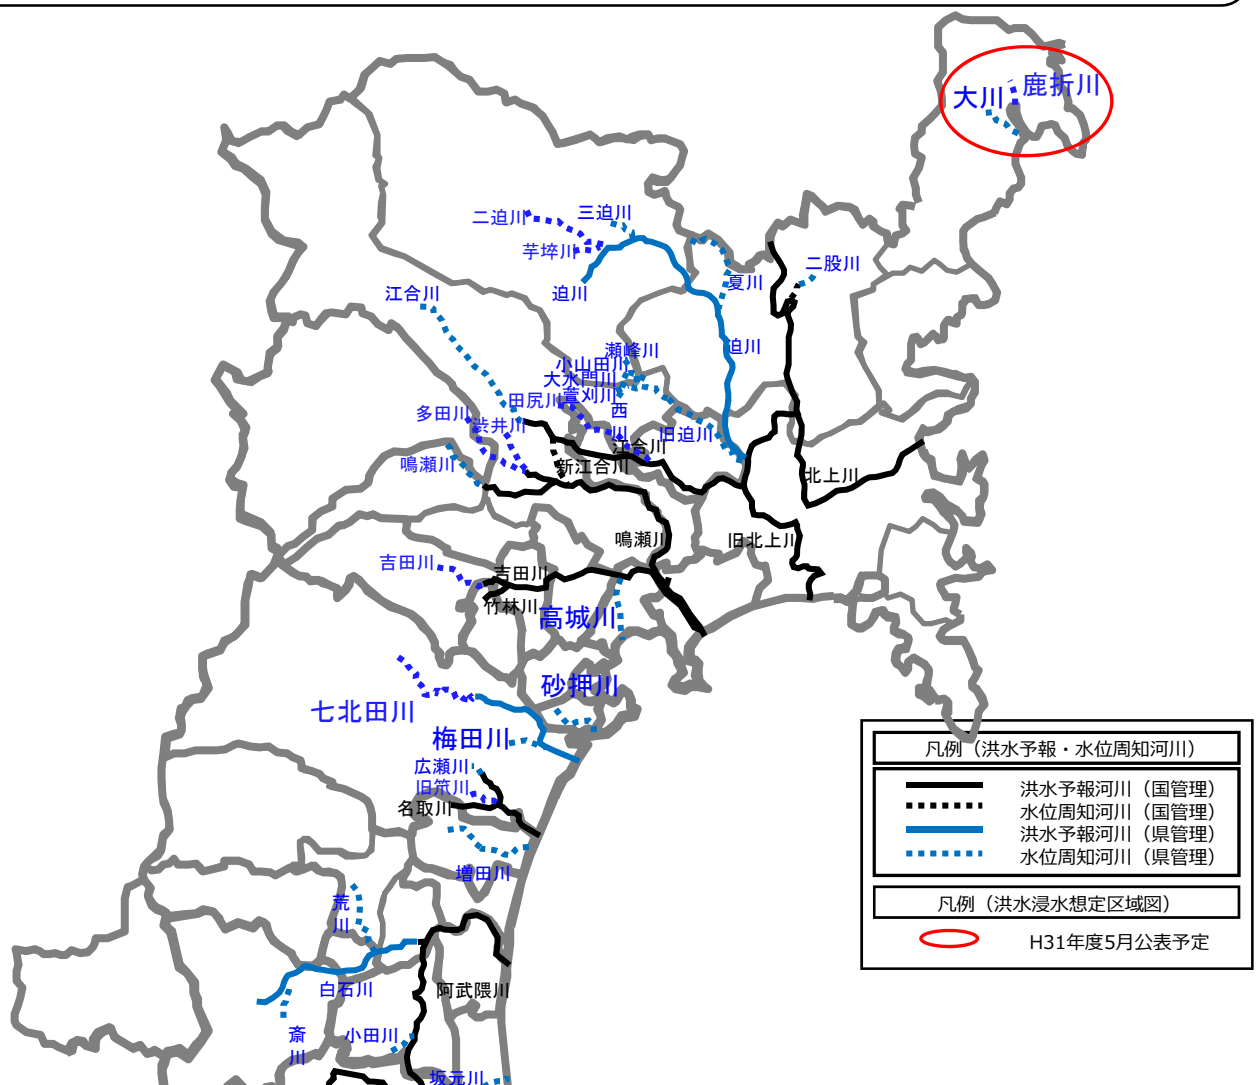 鹿折川
大川
二迫川
三迫川
芋埣川
二股川
夏川
江合川
迫川
迫川
瀬峰川
小山田川
大水門川
萱刈川
田尻川
西川
多田川
渋井川
旧迫川
江合川
鳴瀬川
新江合川
北上川
鳴瀬川
旧北上川
吉田川
吉田川
竹林川
高城川
砂押川
七北田川
梅田川
広瀬川
旧笊川
名取川
増田川
荒川
白石川
阿武隈川
斎川
小田川
坂元川
凡例（洪水予報・水位周知河川）
洪水予報河川（国管理）
水位周知河川（国管理）
洪水予報河川（県管理）
水位周知河川（県管理）
凡例（洪水浸水想定区域図）
H31年度5月公表予定